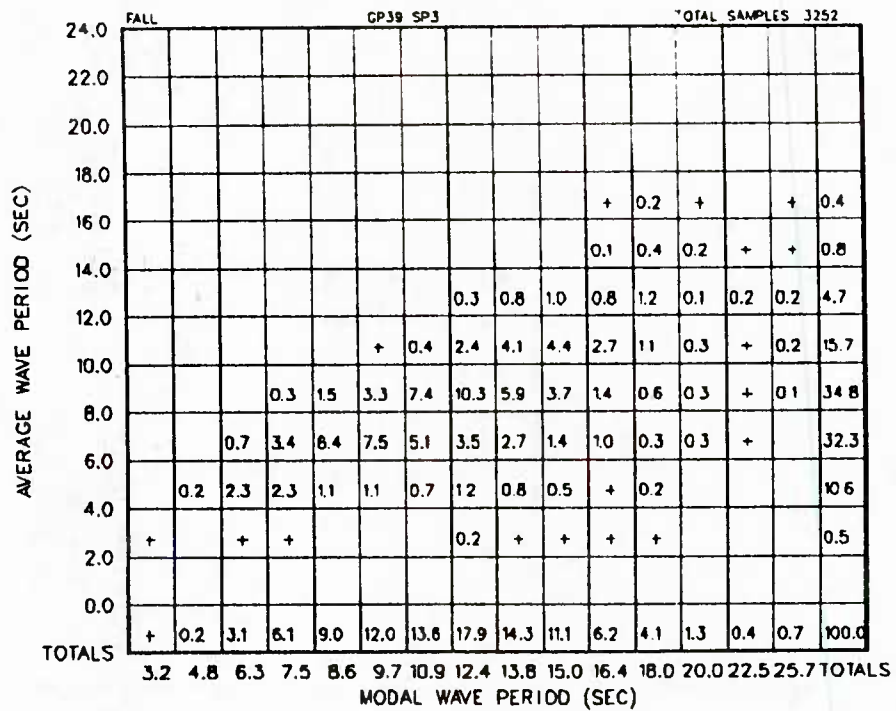 FALL GP39 SP3 TOTAL SAMPLES 3252
24.0
22.0
20.0
18.0
+ 0.2 + + 0.4
16.0
0.1 0.4 0.2 + + 0.8
14.0
0.3 0.8 1.0 0.8 1.2 0.1 0.2 0.2 4.7
12.0
+ 0.4 2.4 4.1 4.4 2.7 1.1 0.3 + 0.2 15.7
10.0
0.3 1.5 3.3 7.4 10.3 5.9 3.7 1.4 0.6 0.3 + 0.1 34.8
8.0
0.7 3.4 6.4 7.5 5.1 3.5 2.7 1.4 1.0 0.3 0.3 + 32.3
6.0
0.2 2.3 2.3 1.1 1.1 0.7 1.2 0.8 0.5 + 0.2 10.6
4.0
+ + + 0.2 + + + + 0.5
2.0
0.0
+ 0.2 3.1 6.1 9.0 12.0 13.6 17.9 14.3 11.1 6.2 4.1 1.3 0.4 0.7 100.0
TOTALS
3.2 4.8 6.3 7.5 8.6 9.7 10.9 12.4 13.8 15.0 16.4 18.0 20.0 22.5 25.7 TOTALS
MODAL WAVE PERIOD (SEC)
AVERAGE WAVE PERIOD (SEC)